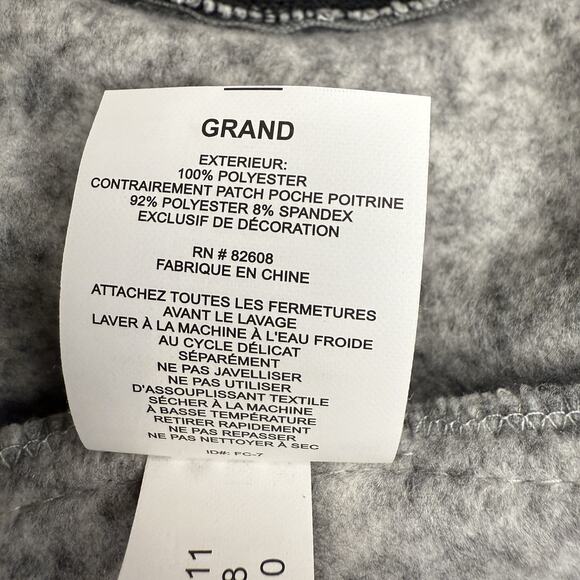 GRAND
EXTERIEUR:
100% POLYESTER
CONTRAIREMENT PATCH POCHE POITRINE
92% POLYESTER 8% SPANDEX
EXCLUSIF DE DÉCORATION
RN # 82608
FABRIQUE EN CHINE
ATTACHEZ TOUTES LES FERMETURES
AVANT LE LAVAGE
LAVER À LA MACHINE À L'EAU FROIDE
AU CYCLE DÉLICAT
SÉPARÉMENT
NE PAS JAVELLISER
NE PAS UTILISER
D'ASSOUPLISSANT TEXTILE
SÉCHER À LA MACHINE
À BASSE TEMPÉRATURE
RETIRER RAPIDEMENT
NE PAS REPASSER
NE PAS NETTOYER À SEC
ID#: FC-7
11
8
0